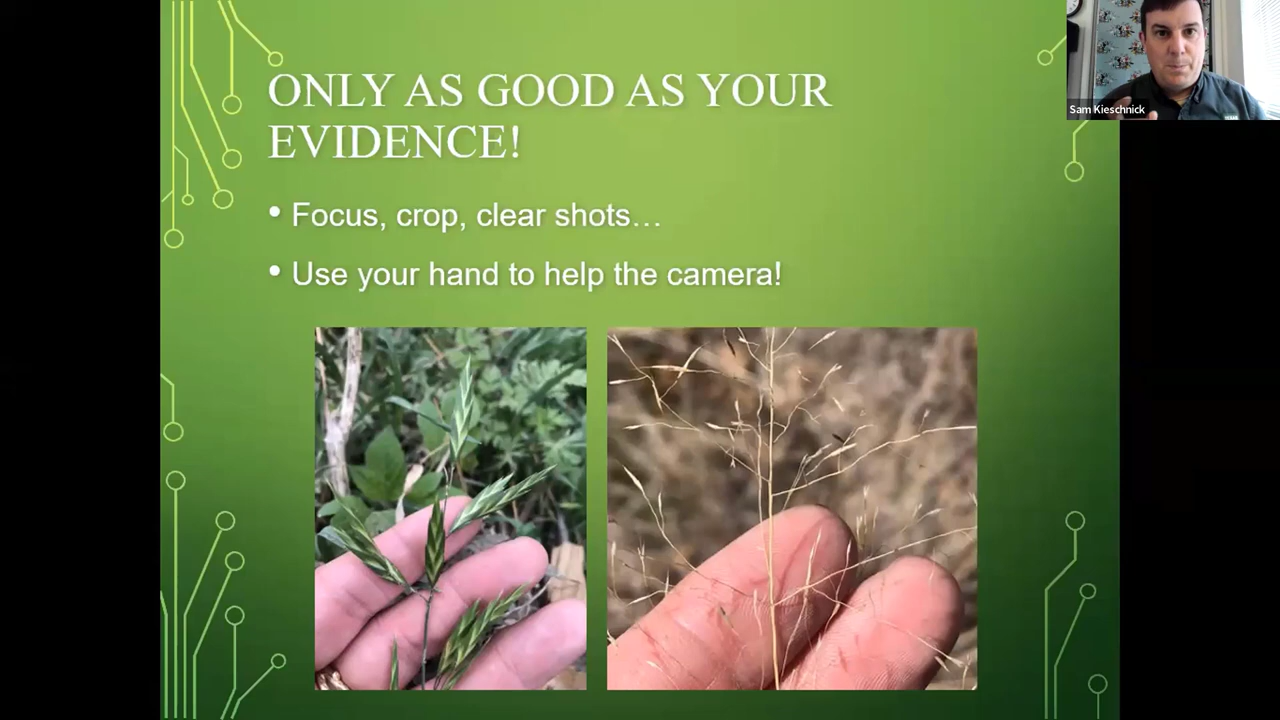 ONLY AS GOOD AS YOUR
EVIDENCE!
• Focus, crop, clear shots…
• Use your hand to help the camera!
Sam Kieschnick